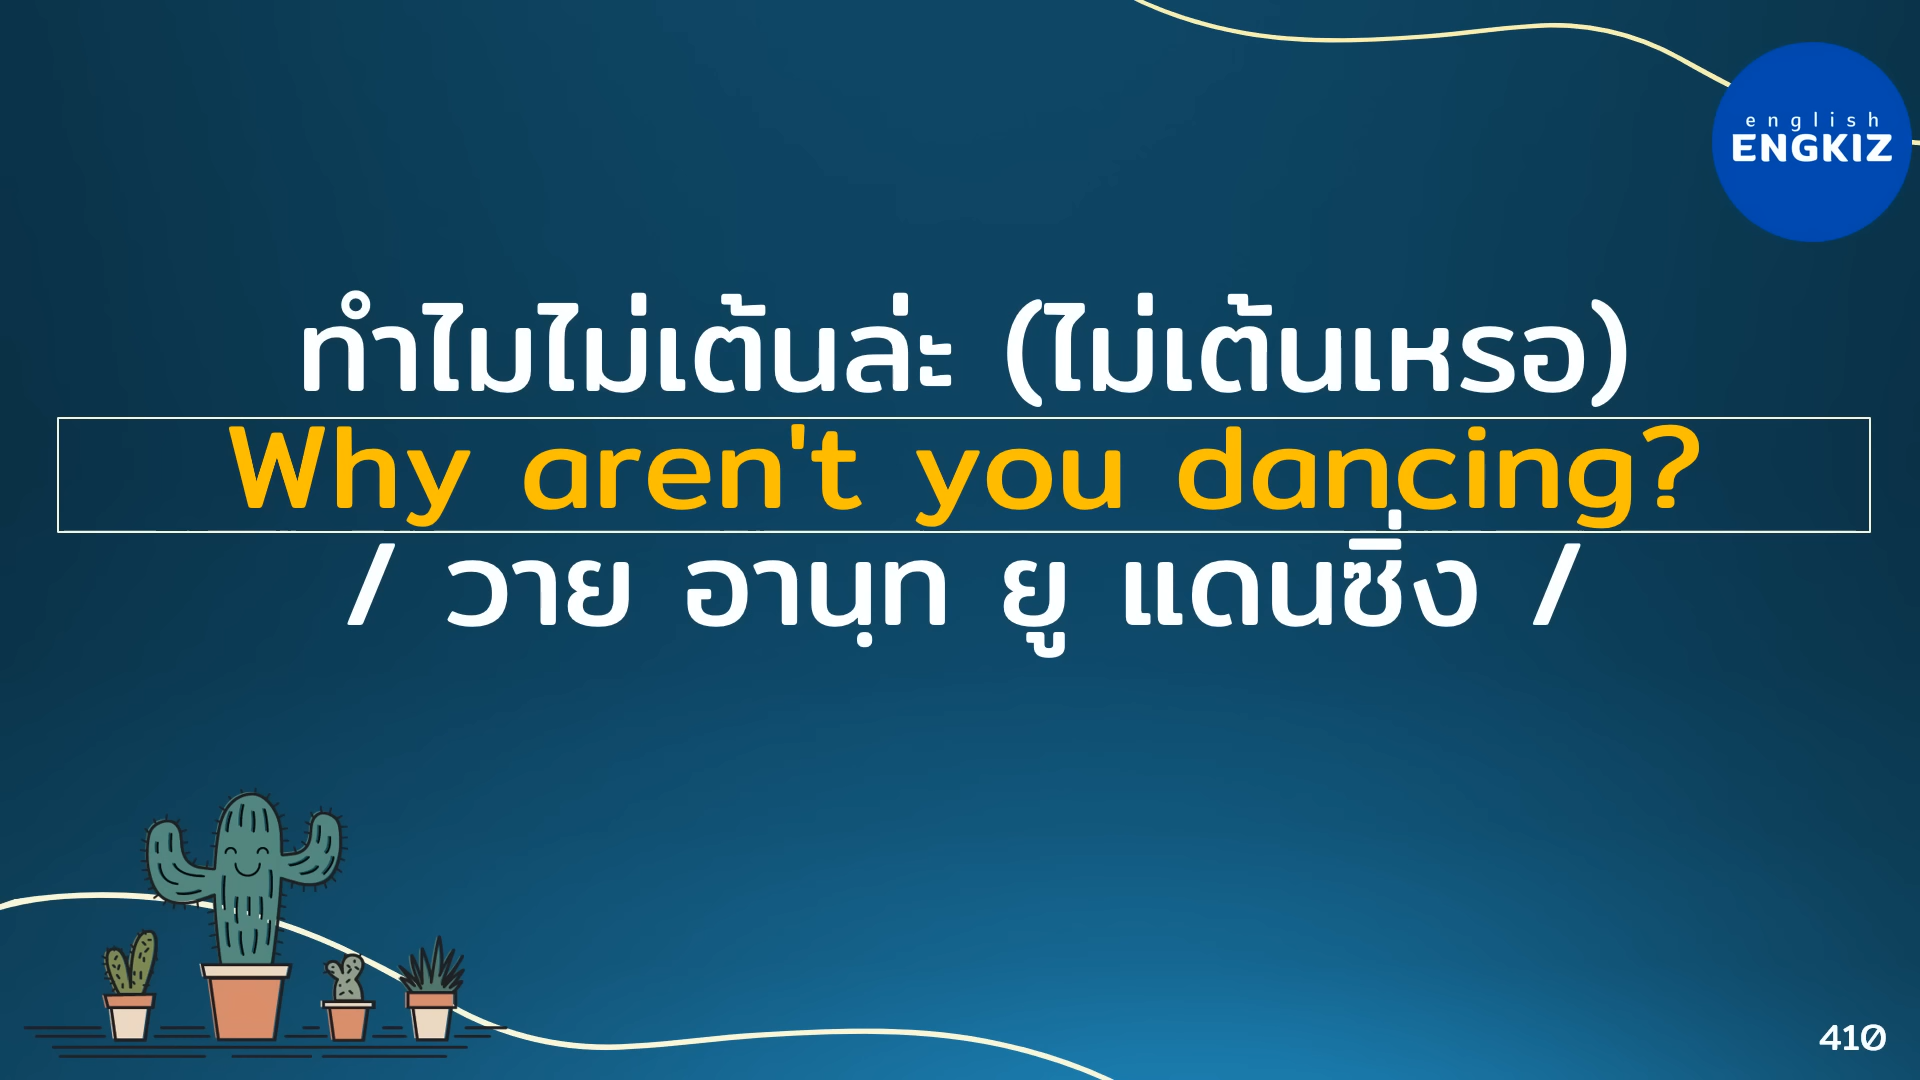 english
ENGKIZ
ทำไมไม่เต้นล่ะ (ไม่เต้นเหรอ)
Why aren't you dancing?
/ วาย อานฺท ยู แดนซิ่ง /
410